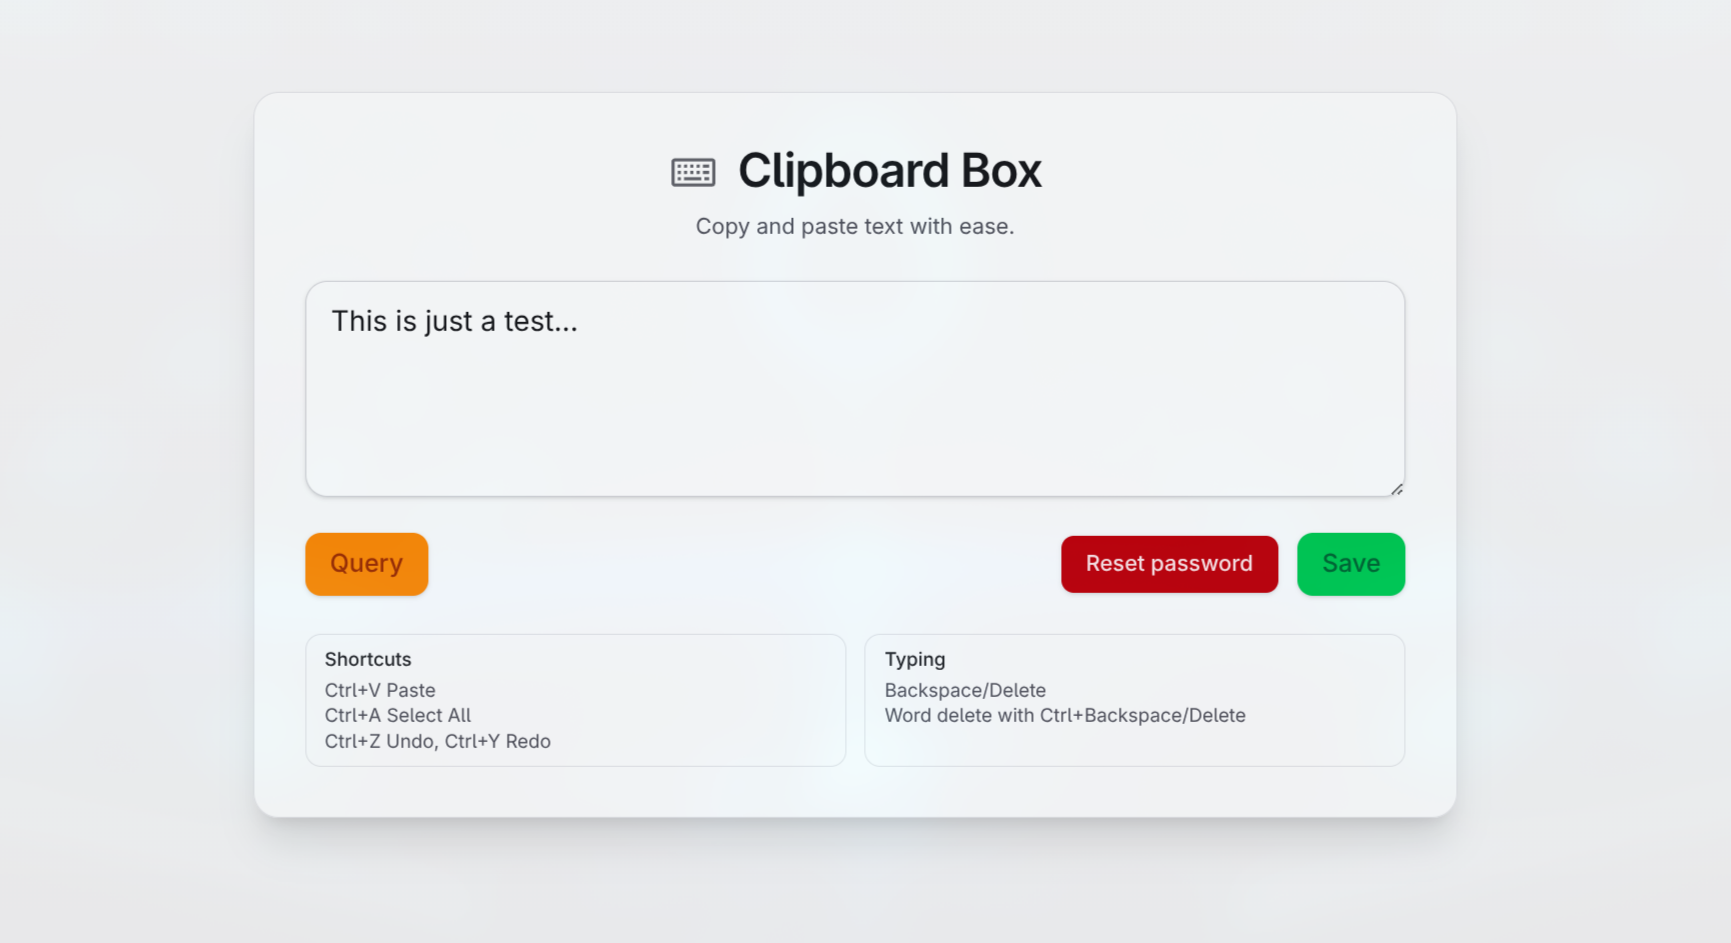 Clipboard Box
Copy and paste text with ease.
This is just a test...
Query
Reset password
Save
Shortcuts
Ctrl+V Paste
Ctrl+A Select All
Ctrl+Z Undo, Ctrl+Y Redo
Typing
Backspace/Delete
Word delete with Ctrl+Backspace/Delete